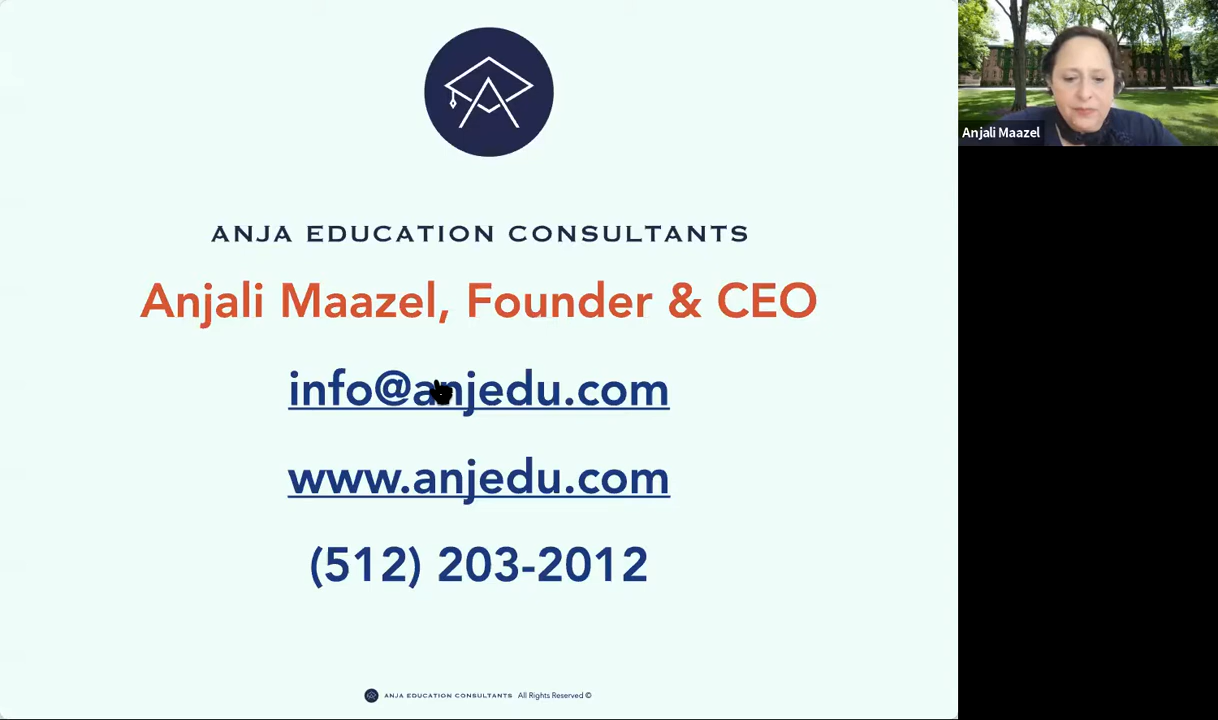 ANJA EDUCATION CONSULTANTS
Anjali Maazel, Founder & CEO
info@anjedu.com
www.anjedu.com
(512) 203-2012
ANJA EDUCATION CONSULTANTS All Rights Reserved ©
Anjali Maazel